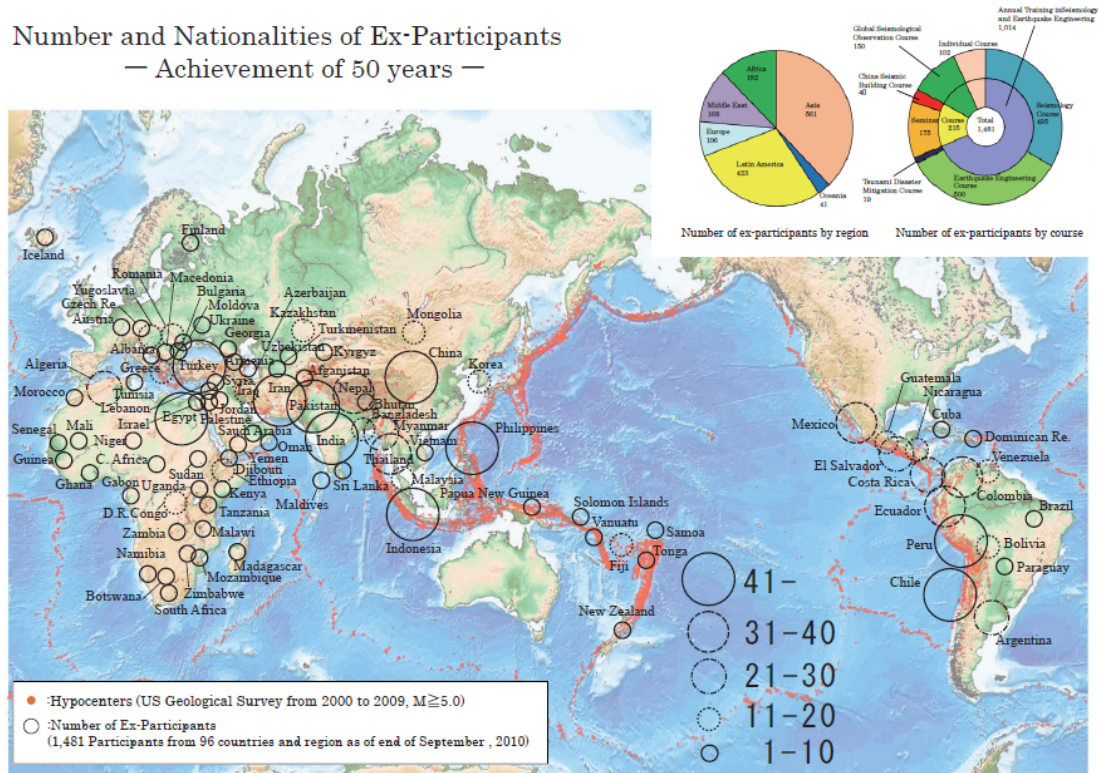 Number and Nationalities of Ex-Participants
— Achievement of 50 years —
Africa
182
Asia
561
Middle East
168
Europe
106
Latin America
423
Oceania
41
Number of ex-participants by region
Annual Training inSeismology
and Earthquake Engineering
1,014
Global Seismological
Observation Course
150
Individual Course
102
China Seismic
Building Course
40
Seminar
175
Course
215
Total
1,481
Seismology
Course
495
Tsunami Disaster
Mitigation Course
19
Earthquake Engineering
Course
500
Number of ex-participants by course
Iceland
Finland
Romania
Macedonia
Yugoslavia
Bulgaria
Czech Re.
Moldova
Austria
Ukraine
Azerbaijan
Kazakhstan
Georgia
Turkmenistan
Mongolia
Albania
Uzbekistan
Armenia
Kyrgyz
China
Korea
Algeria
Greece
Turkey
Afganistan
Morocco
Tunisia
Syria
Iraq
Iran
(Nepal)
Lebanon
Egypt
Jordan
Pakistan
Bhutan
Bangladesh
Senegal
Mali
Israel
Palestine
Saudi Arabia
Myanmar
Philippines
Niger
Oman
India
Vietnam
Guinea
C. Africa
Yemen
Thailand
Ghana
Gabon
Sudan
Djibouti
Ethiopia
Sri Lanka
Malaysia
Uganda
Kenya
Maldives
Papua New Guinea
D.R.Congo
Tanzania
Solomon Islands
Zambia
Malawi
Indonesia
Vanuatu
Samoa
Namibia
Madagascar
Fiji
Tonga
Mozambique
Botswana
Zimbabwe
South Africa
New Zealand
Guatemala
Nicaragua
Mexico
Cuba
Dominican Re.
El Salvador
Venezuela
Costa Rica
Colombia
Ecuador
Brazil
Peru
Bolivia
Chile
Paraguay
Argentina
41-
31-40
21-30
11-20
1-10
:Hypocenters (US Geological Survey from 2000 to 2009, M≧5.0)
:Number of Ex-Participants
(1,481 Participants from 96 countries and region as of end of September , 2010)